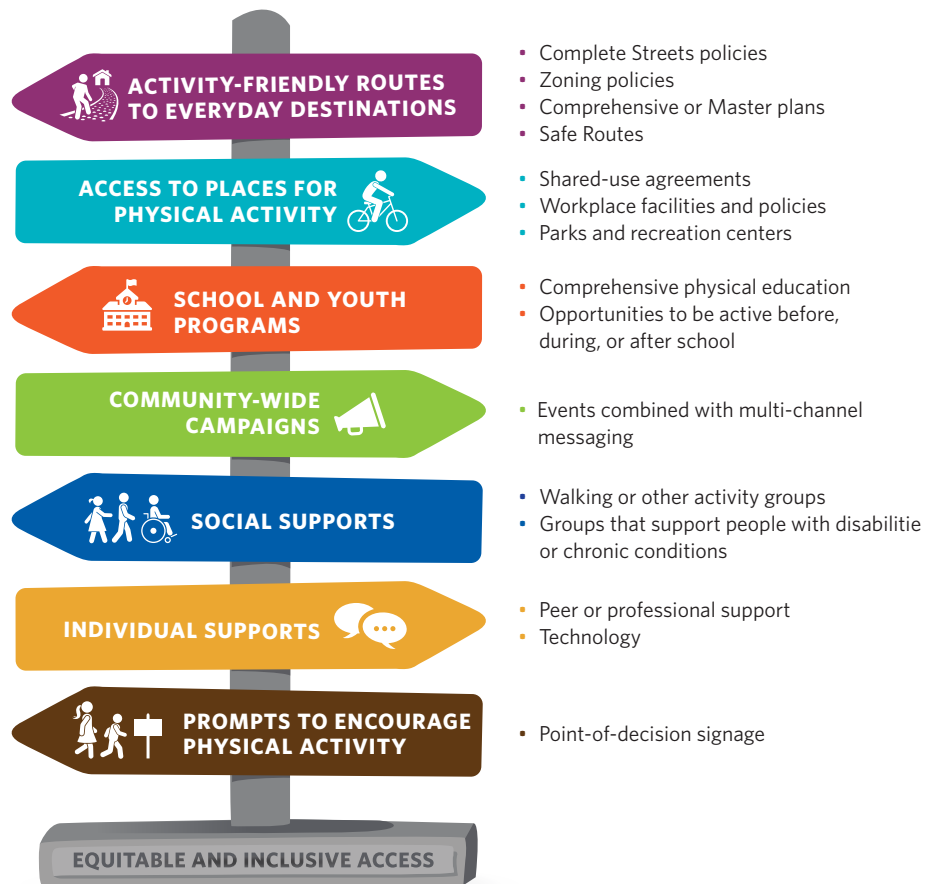 ACTIVITY-FRIENDLY ROUTES
TO EVERYDAY DESTINATIONS
• Complete Streets policies
• Zoning policies
• Comprehensive or Master plans
• Safe Routes
ACCESS TO PLACES FOR
PHYSICAL ACTIVITY
• Shared-use agreements
• Workplace facilities and policies
• Parks and recreation centers
SCHOOL AND YOUTH
PROGRAMS
• Comprehensive physical education
• Opportunities to be active before,
during, or after school
COMMUNITY-WIDE
CAMPAIGNS
• Events combined with multi-channel
messaging
SOCIAL SUPPORTS
• Walking or other activity groups
• Groups that support people with disabilitie
or chronic conditions
INDIVIDUAL SUPPORTS
• Peer or professional support
• Technology
PROMPTS TO ENCOURAGE
PHYSICAL ACTIVITY
• Point-of-decision signage
EQUITABLE AND INCLUSIVE ACCESS